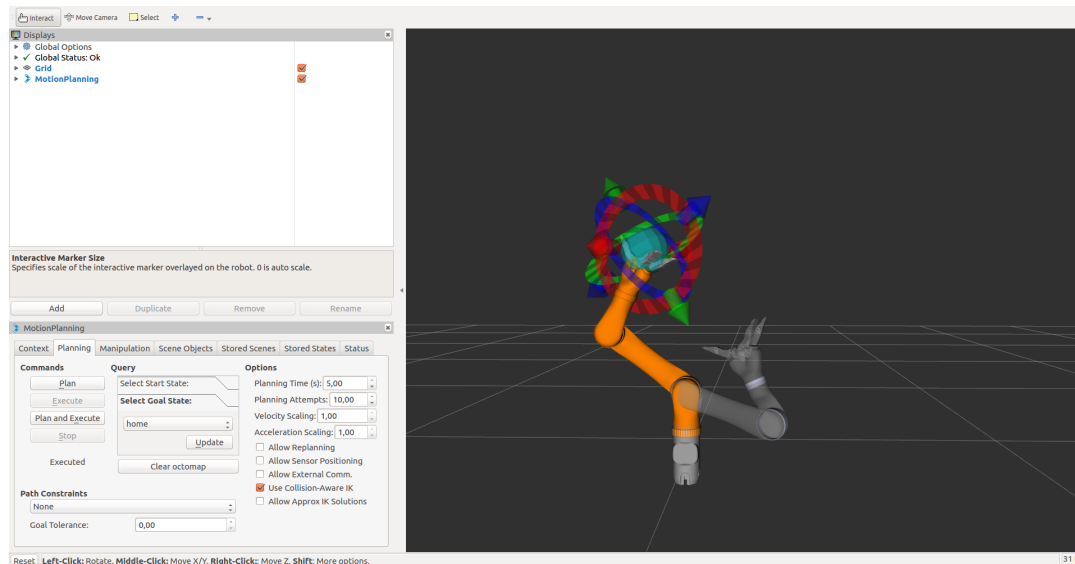 Interact Move Camera Select
Displays
Global Options
Global Status: Ok
Grid
MotionPlanning
Interactive Marker Size
Specifies scale of the interactive marker overlayed on the robot. 0 is auto scale.
Add Duplicate Remove Rename
MotionPlanning
Context Planning Manipulation Scene Objects Stored Scenes Stored States Status
Commands Query Options
Plan Select Start State: Planning Time (s): 5,00
Execute Select Goal State: Planning Attempts: 10,00
Plan and Execute home Velocity Scaling: 1,00
Stop Update Acceleration Scaling: 1,00
Allow Replanning
Executed Clear octomap Allow Sensor Positioning
Allow External Comm.
Path Constraints Use Collision-Aware IK
None Allow Approx IK Solutions
Goal Tolerance: 0,00
Reset Left-Click: Rotate. Middle-Click: Move X/Y. Right-Click:: Move Z. Shift: More options. 31